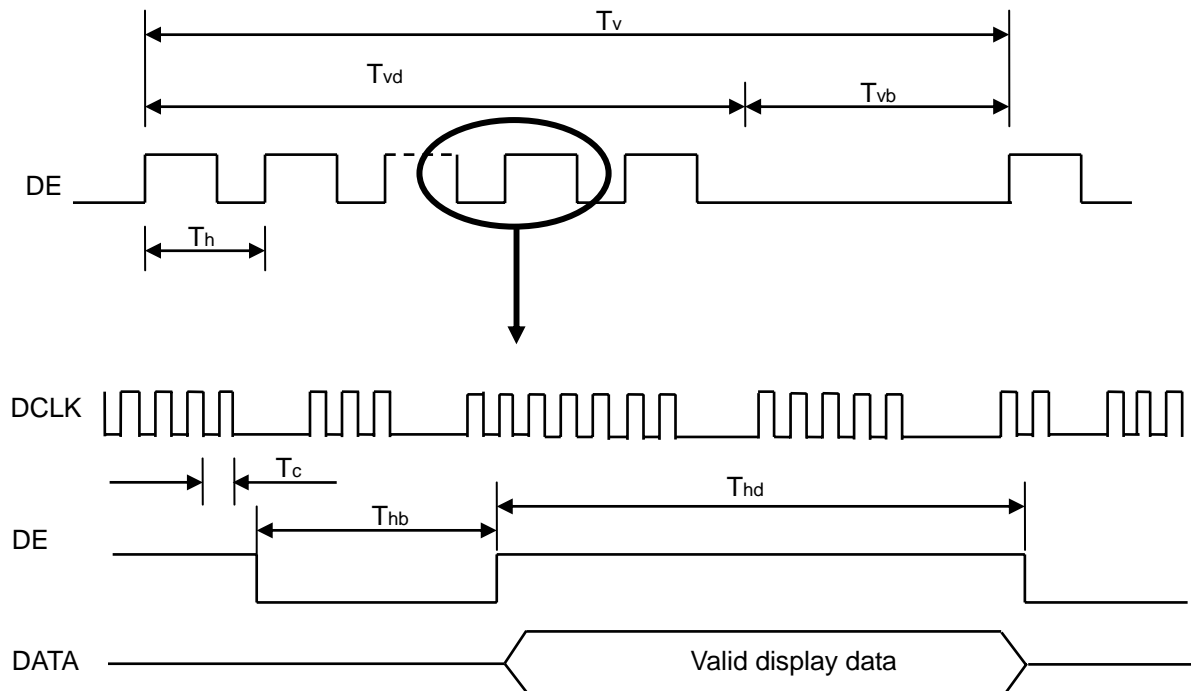 Tv
Tvd
Tvb
DE
Th
DCLK
Tc
Thd
Thb
DE
DATA
Valid display data